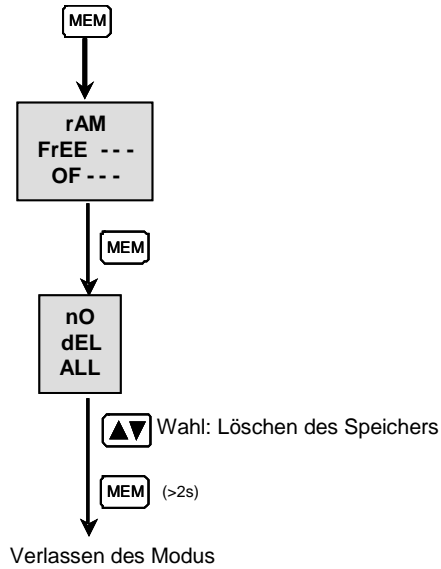 MEM
rAM
FrEE ---
OF---
MEM
nO
dEL
ALL
▲▼ Wahl: Löschen des Speichers
MEM (>2s)
Verlassen des Modus